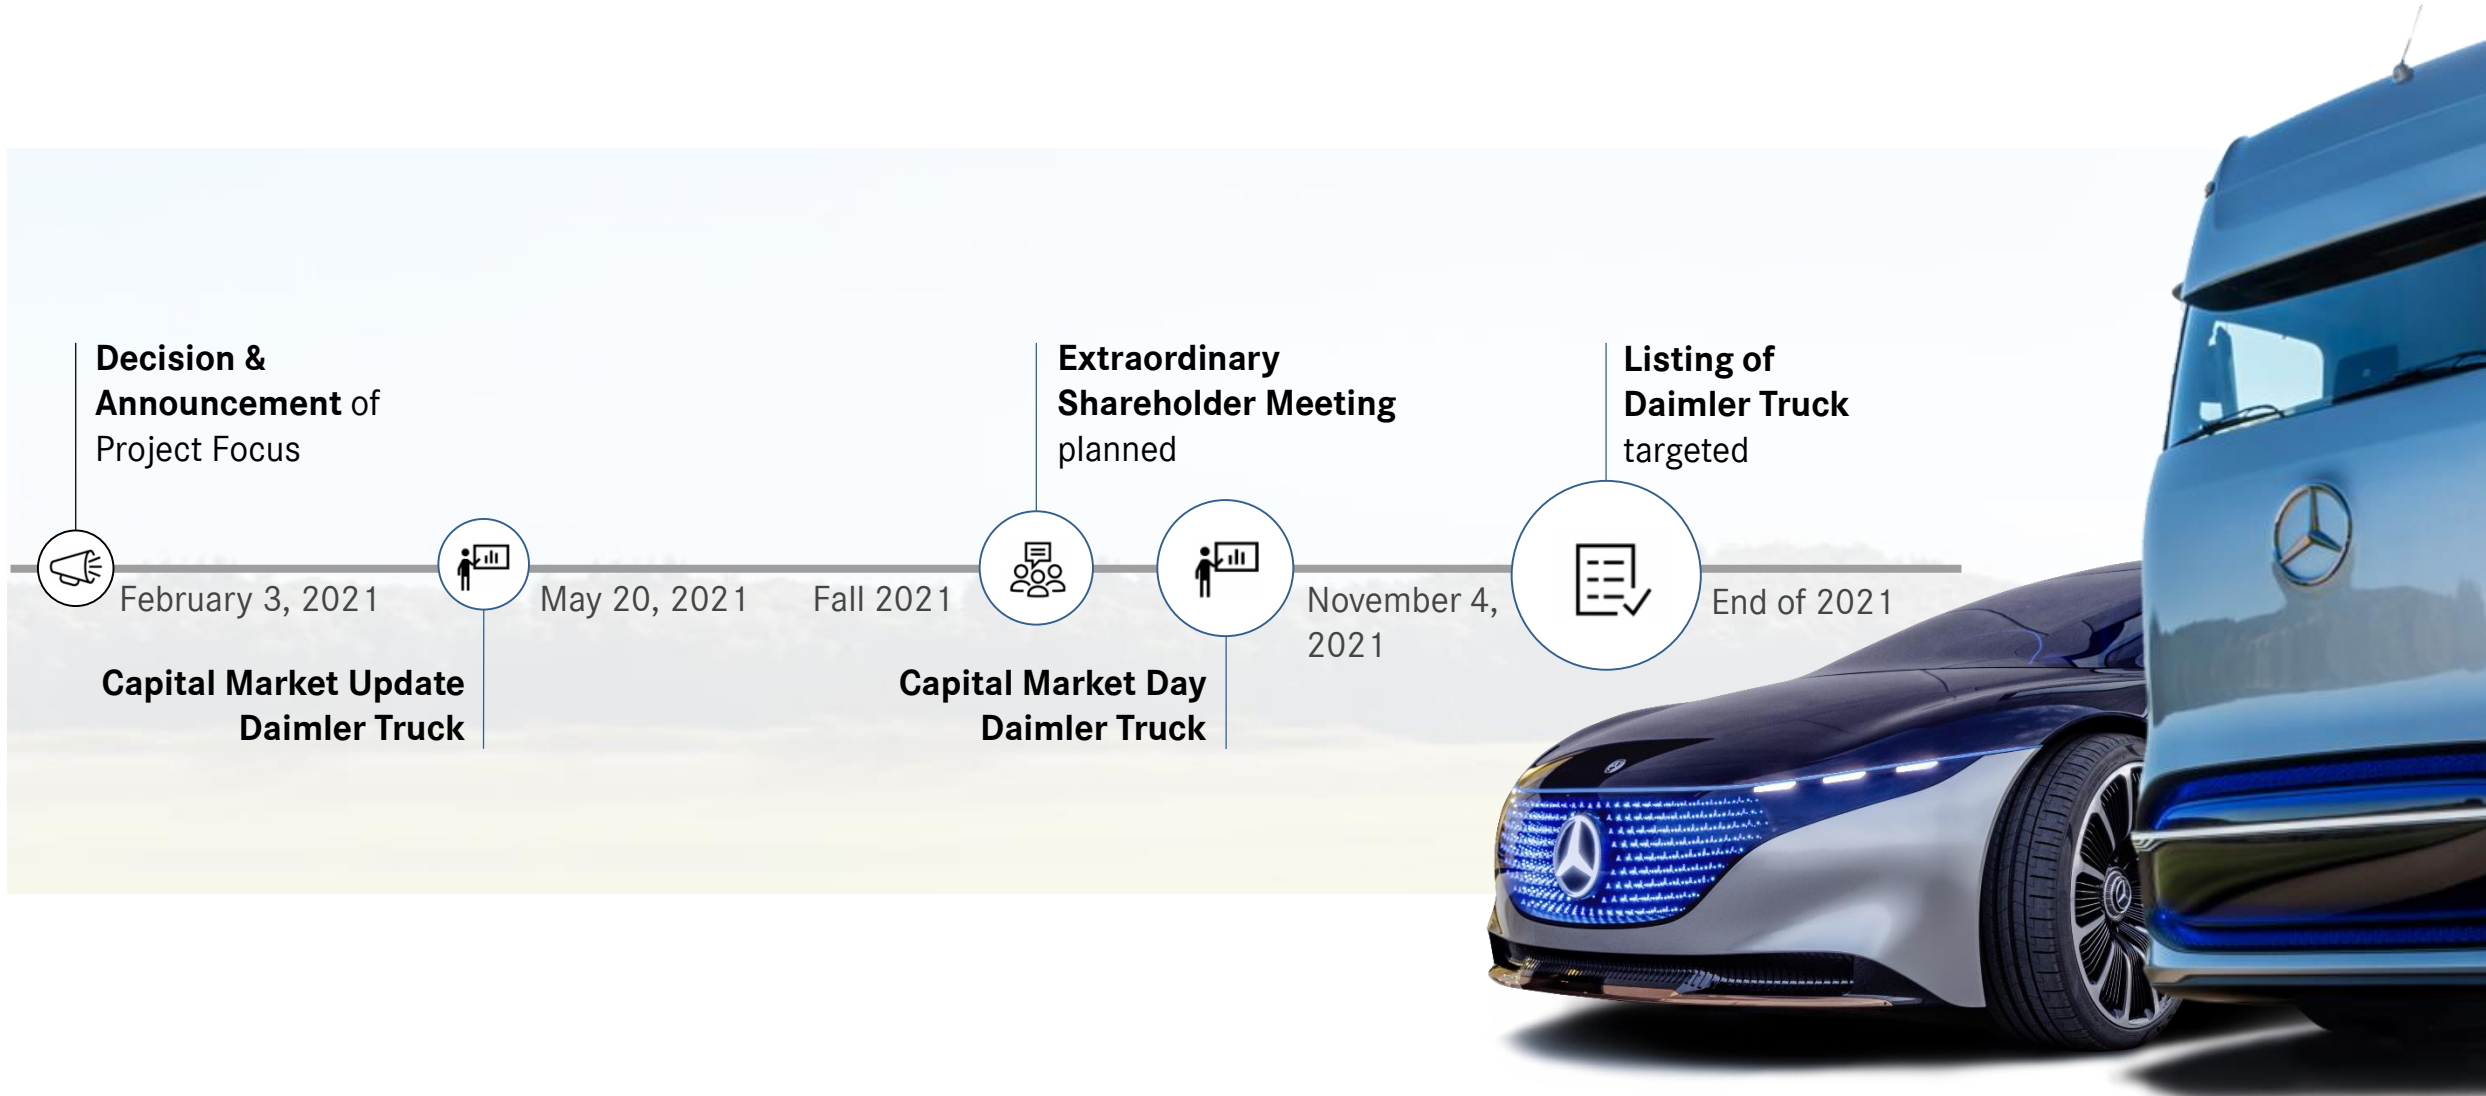 Decision &
Announcement of
Project Focus
February 3, 2021
Capital Market Update
Daimler Truck
May 20, 2021
Extraordinary
Shareholder Meeting
planned
Fall 2021
Capital Market Day
Daimler Truck
November 4,
2021
Listing of
Daimler Truck
targeted
End of 2021